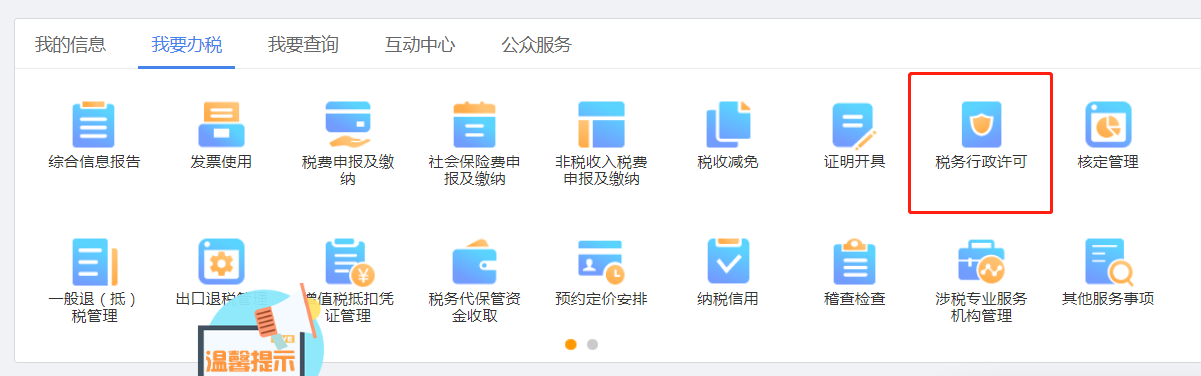 我的信息 我要办税 我要查询 互动中心 公众服务
综合信息报告 发票使用 税费申报及缴纳 社会保险费申报及缴纳 非税收入税费申报及缴纳 税收减免 证明开具 税务行政许可 核定管理
一般退（抵）税管理 出口退税管理 增值税抵扣凭证管理 税务代保管资金收取 预约定价安排 纳税信用 稽查检查 涉税专业服务机构管理 其他服务事项
温馨提示